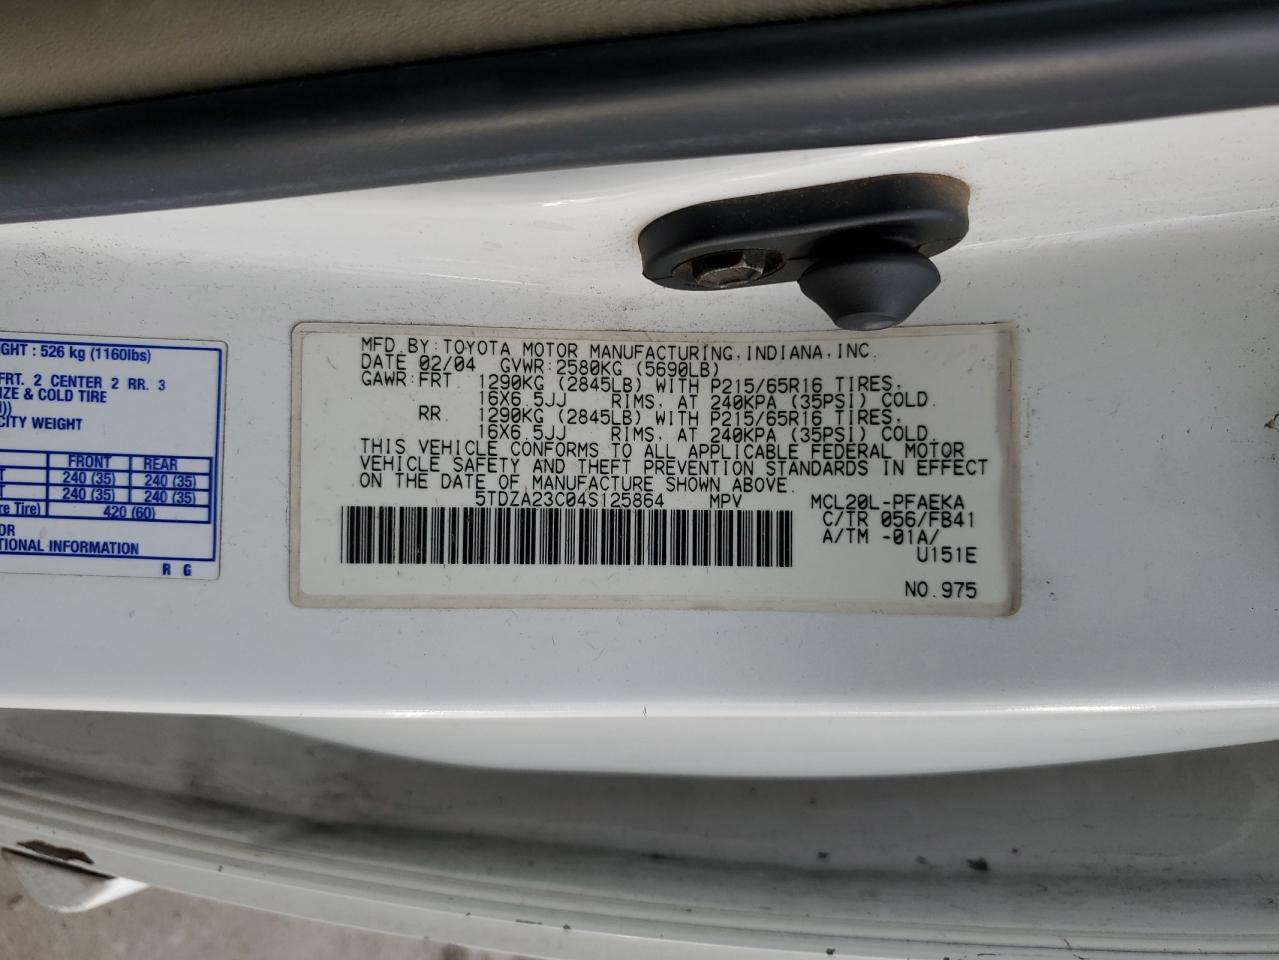 GHT : 526 kg (1160lbs)
FRT. 2 CENTER 2 RR. 3
IZE & COLD TIRE
CITY WEIGHT
FRONT REAR
T 240 (35) 240 (35)
T 240 (35) 240 (35)
re Tire) 420 (60)
OR
TIONAL INFORMATION
R G
MFD. BY: TOYOTA MOTOR MANUFACTURING, INDIANA, INC.
DATE 02/04 GVWR: 2580KG (5690LB)
GAWR: FRT. 1290KG (2845LB) WITH P215/65R16 TIRES,
16X6.5JJ RIMS, AT 240KPA (35PSI) COLD.
RR. 1290KG (2845LB) WITH P215/65R16 TIRES,
16X6.5JJ RIMS, AT 240KPA (35PSI) COLD.
THIS VEHICLE CONFORMS TO ALL APPLICABLE FEDERAL MOTOR
VEHICLE SAFETY AND THEFT PREVENTION STANDARDS IN EFFECT
ON THE DATE OF MANUFACTURE SHOWN ABOVE.
5TDZA23C04S125864 MPV MCL20L-PFAEKA
C/TR 056/FB41
A/TM -01A/
U151E
NO.975